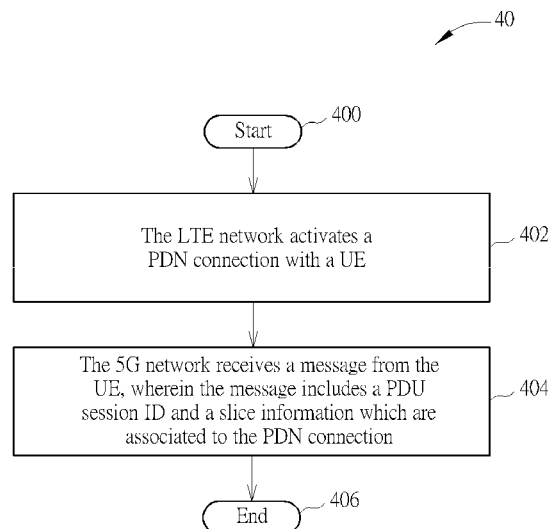 40
Start
400
The LTE network activates a
PDN connection with a UE
402
The 5G network receives a message from the
UE, wherein the message includes a PDU
session ID and a slice information which are
associated to the PDN connection
404
End
406